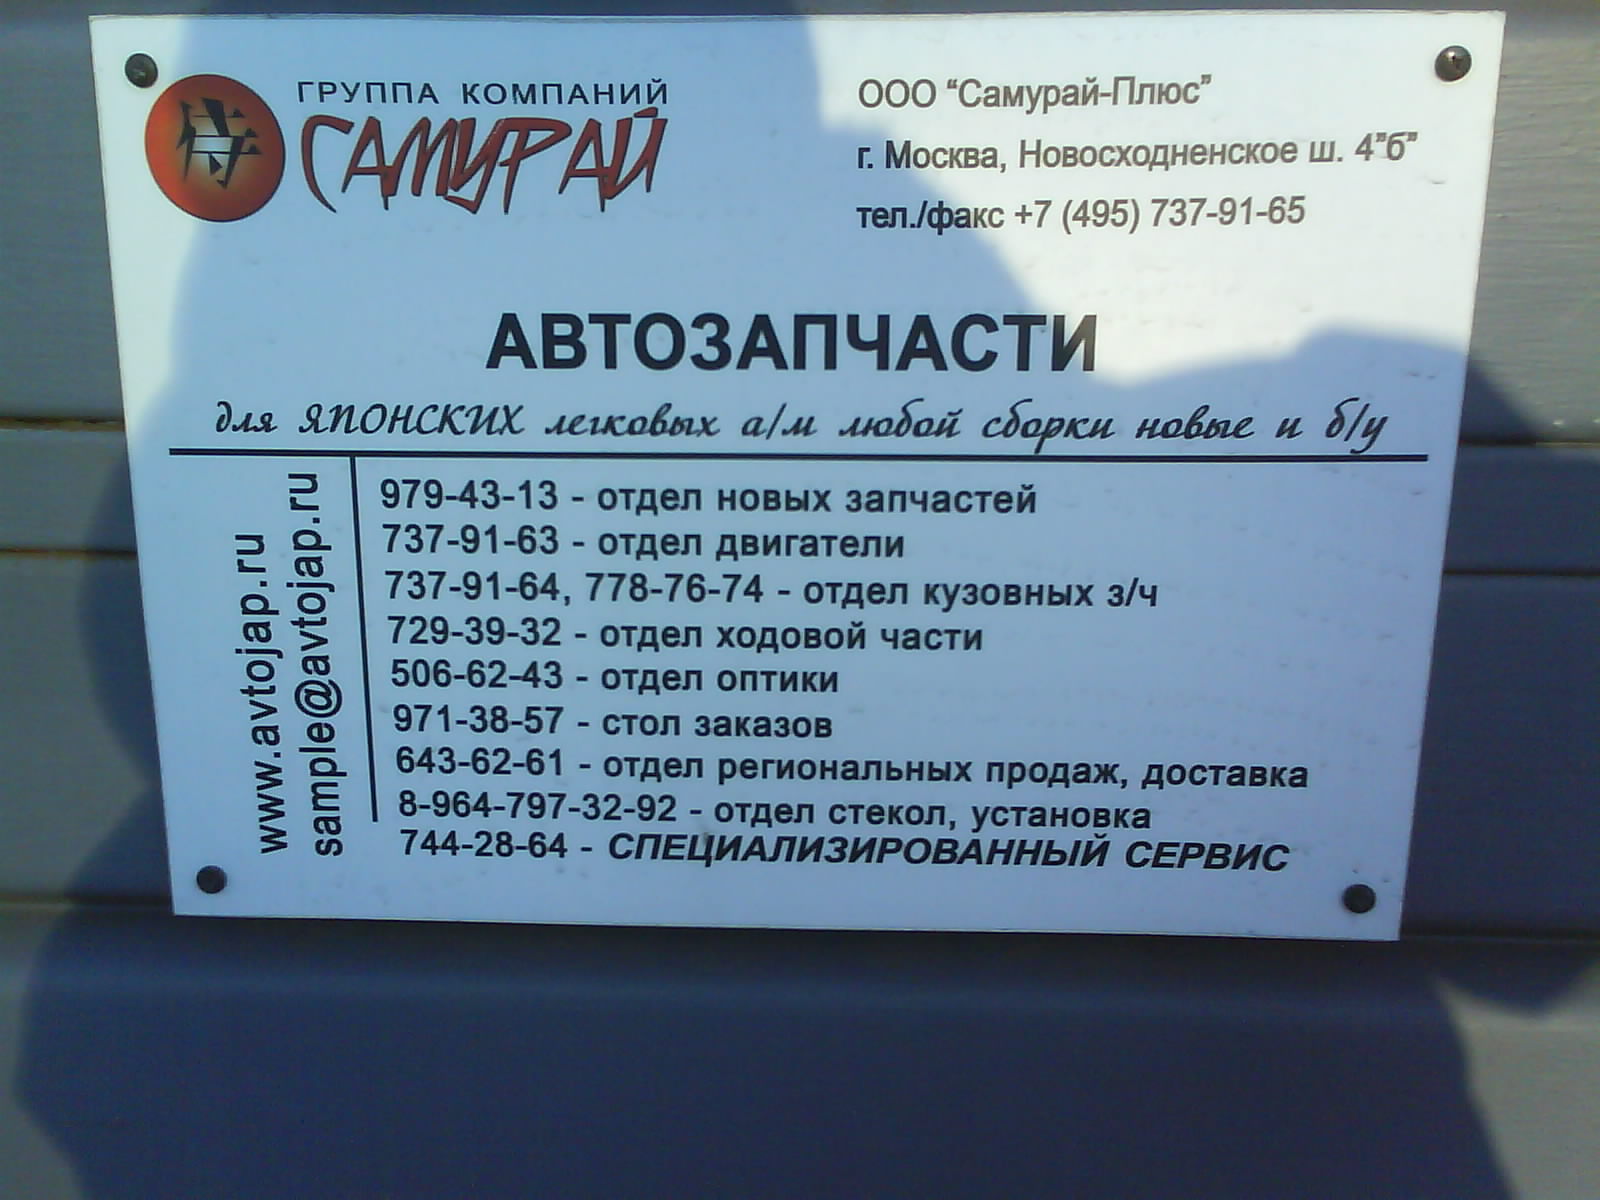 ГРУППА КОМПАНИЙ
САМУРАЙ
ООО “Самурай-Плюс”
г. Москва, Новосходненское ш. 4”б”
тел./факс +7 (495) 737-91-65
АВТОЗАПЧАСТИ
для ЯПОНСКИХ легковых а/м любой сборки новые и б/у
www.avtojap.ru
sample@avtojap.ru
979-43-13 - отдел новых запчастей
737-91-63 - отдел двигатели
737-91-64, 778-76-74 - отдел кузовных з/ч
729-39-32 - отдел ходовой части
506-62-43 - отдел оптики
971-38-57 - стол заказов
643-62-61 - отдел региональных продаж, доставка
8-964-797-32-92 - отдел стекол, установка
744-28-64 - СПЕЦИАЛИЗИРОВАННЫЙ СЕРВИС